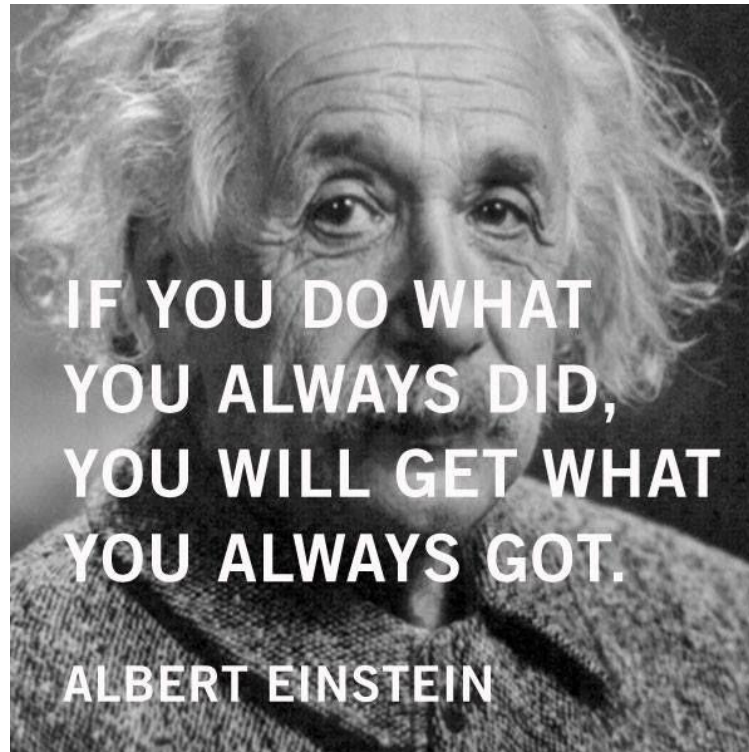 IF YOU DO WHAT
YOU ALWAYS DID,
YOU WILL GET WHAT
YOU ALWAYS GOT.
ALBERT EINSTEIN